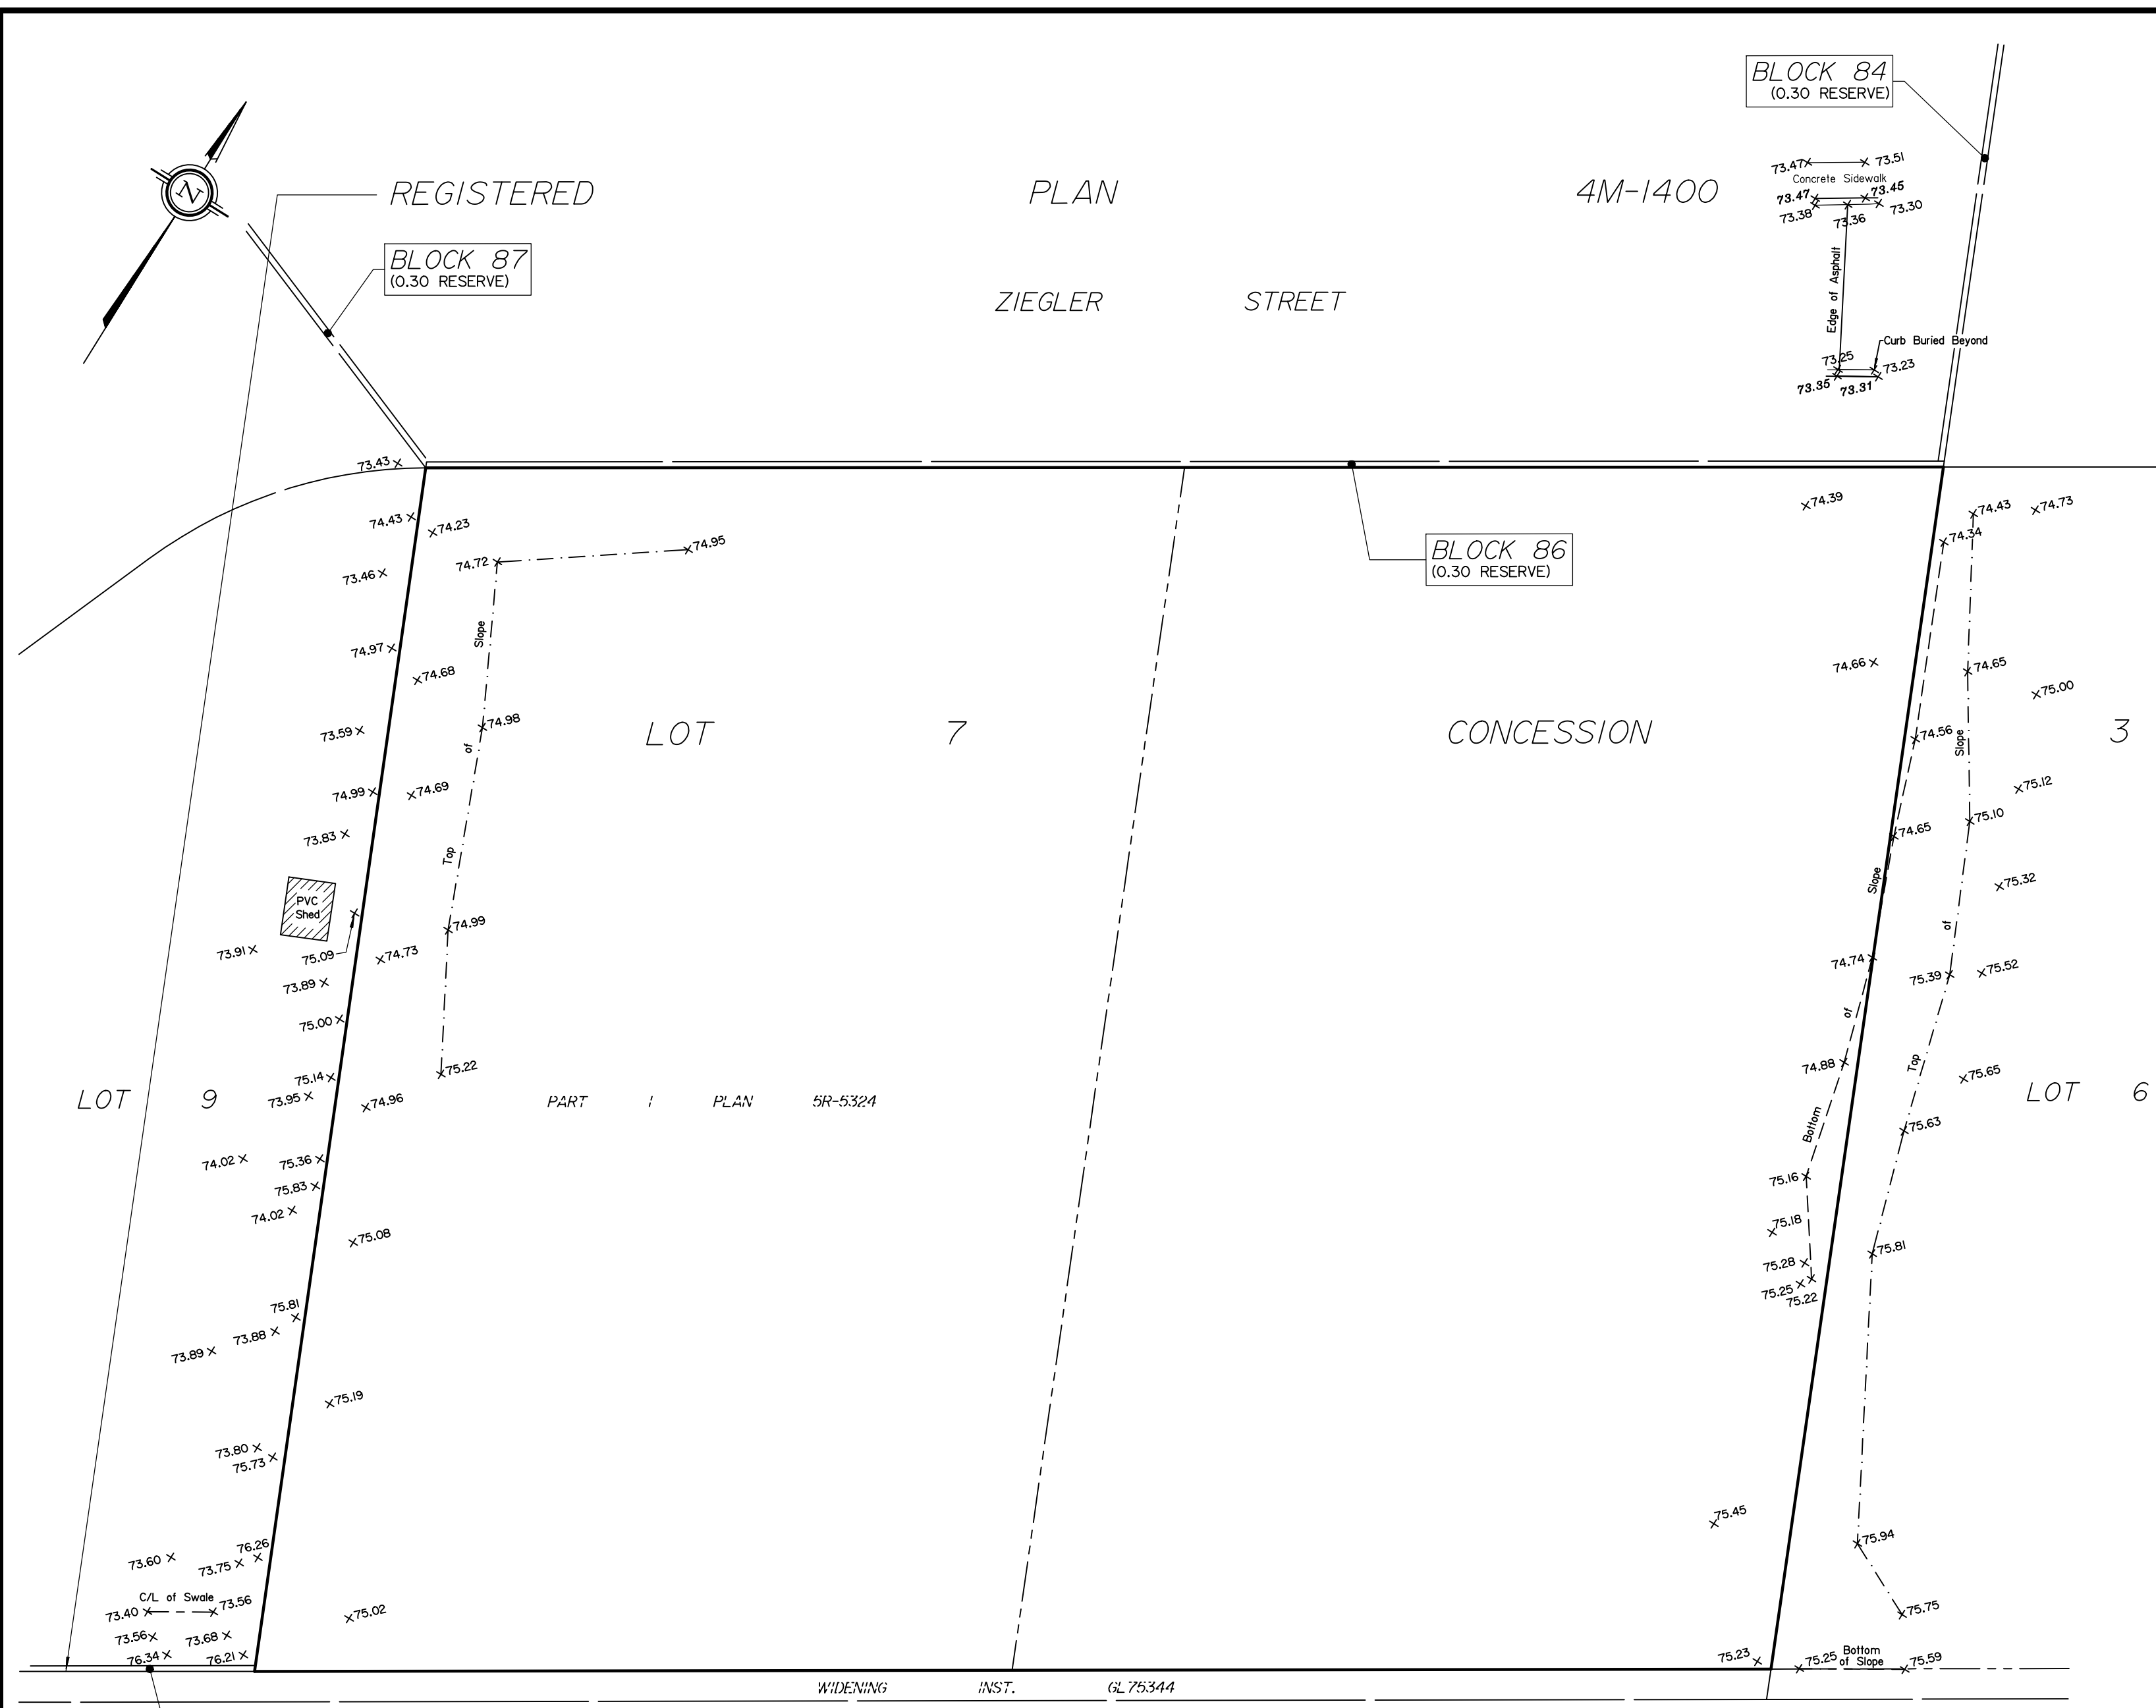 BLOCK 84
(0.30 RESERVE)
N
REGISTERED PLAN 4M-1400
73.47 73.51
Concrete Sidewalk
73.47 73.45
73.38 73.36 73.30
BLOCK 87
(0.30 RESERVE)
Edge of Asphalt
ZIEGLER STREET
Curb Buried Beyond
73.25 73.23
73.35 73.31
73.43
74.43 74.23
74.39 74.43 74.73
74.34
74.72 74.95
BLOCK 86
(0.30 RESERVE)
73.46
Slope
74.97 74.68
74.66 74.65 75.00
73.59 74.98
of
LOT 7 CONCESSION 3
74.56
Slope
74.99 74.69
75.12
73.83 74.65 75.10
Top
Slope
75.32
PVC
Shed
74.99
of
73.91 75.09 74.73
74.74 75.39 75.52
73.89
75.00
of
75.14 75.22
74.88 Top 75.65
73.95 74.96
LOT 9 PART 1 PLAN 5R-5324 LOT 6
Bottom
75.63
74.02 75.36
75.83 75.16
74.02
75.08 75.18
75.81
75.28
75.25
75.22
75.81
73.88
73.89
75.19
73.80
75.73
75.45
76.26
73.60 73.75
75.94
C/L of Swale
73.40 73.56
75.02 75.75
73.56 73.68
76.34 76.21
75.23 75.25 Bottom
of Slope 75.59
WIDENING INST. GL75344